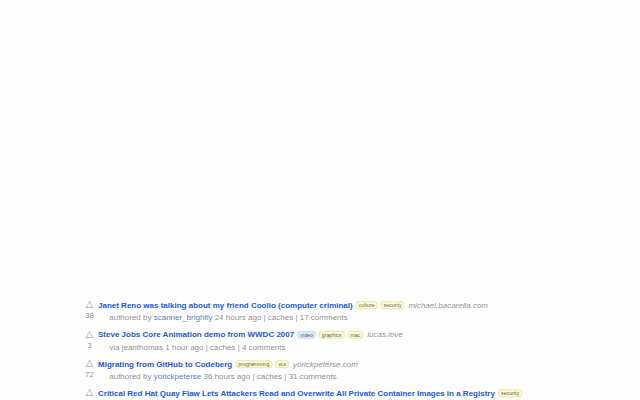 Janet Reno was talking about my friend Coolio (computer criminal) culture security michael.bacarella.com
38 authored by scanner_brightly 24 hours ago | caches | 17 comments
Steve Jobs Core Animation demo from WWDC 2007 video graphics mac lucas.love
3 via jeanthomas 1 hour ago | caches | 4 comments
Migrating from GitHub to Codeberg programming vcs yorickpeterse.com
72 authored by yorickpeterse 36 hours ago | caches | 31 comments
Critical Red Hat Quay Flaw Lets Attackers Read and Overwrite All Private Container Images in a Registry security